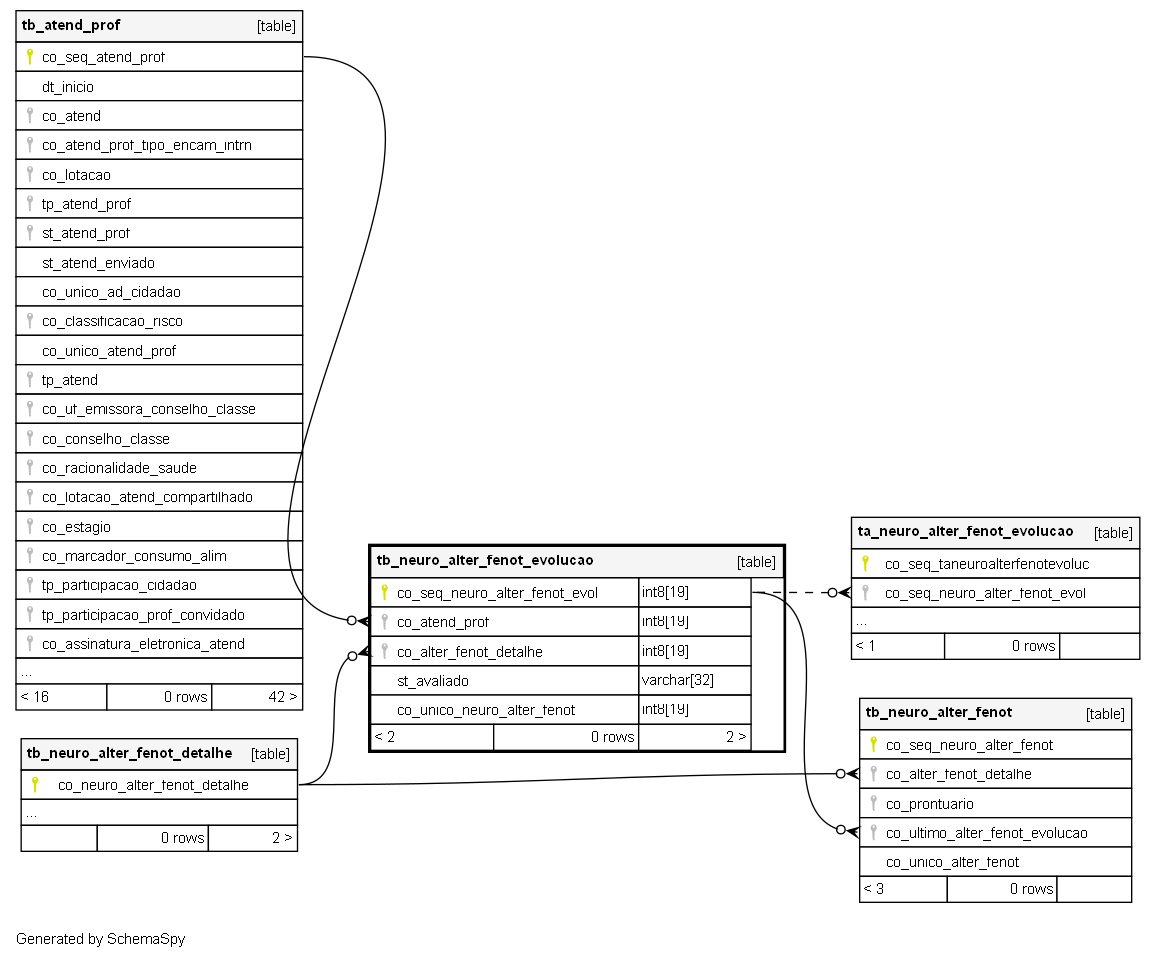 tb_atend_prof [table]
co_seq_atend_prof
dt_inicio
co_atend
co_atend_prof_tipo_encam_intrn
co_lotacao
tp_atend_prof
st_atend_prof
st_atend_enviado
co_unico_ad_cidadao
co_classificacao_risco
co_unico_atend_prof
tp_atend
co_uf_emissora_conselho_classe
co_conselho_classe
co_racionalidade_saude
co_lotacao_atend_compartilhado
co_estagio
co_marcador_consumo_alim
tp_participacao_cidadao
tp_participacao_prof_convidado
co_assinatura_eletronica_atend
...
< 16 0 rows 42 >
tb_neuro_alter_fenot_detalhe [table]
co_neuro_alter_fenot_detalhe
...
0 rows 2 >
tb_neuro_alter_fenot_evolucao [table]
co_seq_neuro_alter_fenot_evol int8[19]
co_atend_prof int8[19]
co_alter_fenot_detalhe int8[19]
st_avaliado varchar[32]
co_unico_neuro_alter_fenot int8[19]
< 2 0 rows 2 >
ta_neuro_alter_fenot_evolucao [table]
co_seq_taneuroalterfenotevoluc
co_seq_neuro_alter_fenot_evol
...
< 1 0 rows
tb_neuro_alter_fenot [table]
co_seq_neuro_alter_fenot
co_alter_fenot_detalhe
co_prontuario
co_ultimo_alter_fenot_evolucao
co_unico_alter_fenot
< 3 0 rows
Generated by SchemaSpy